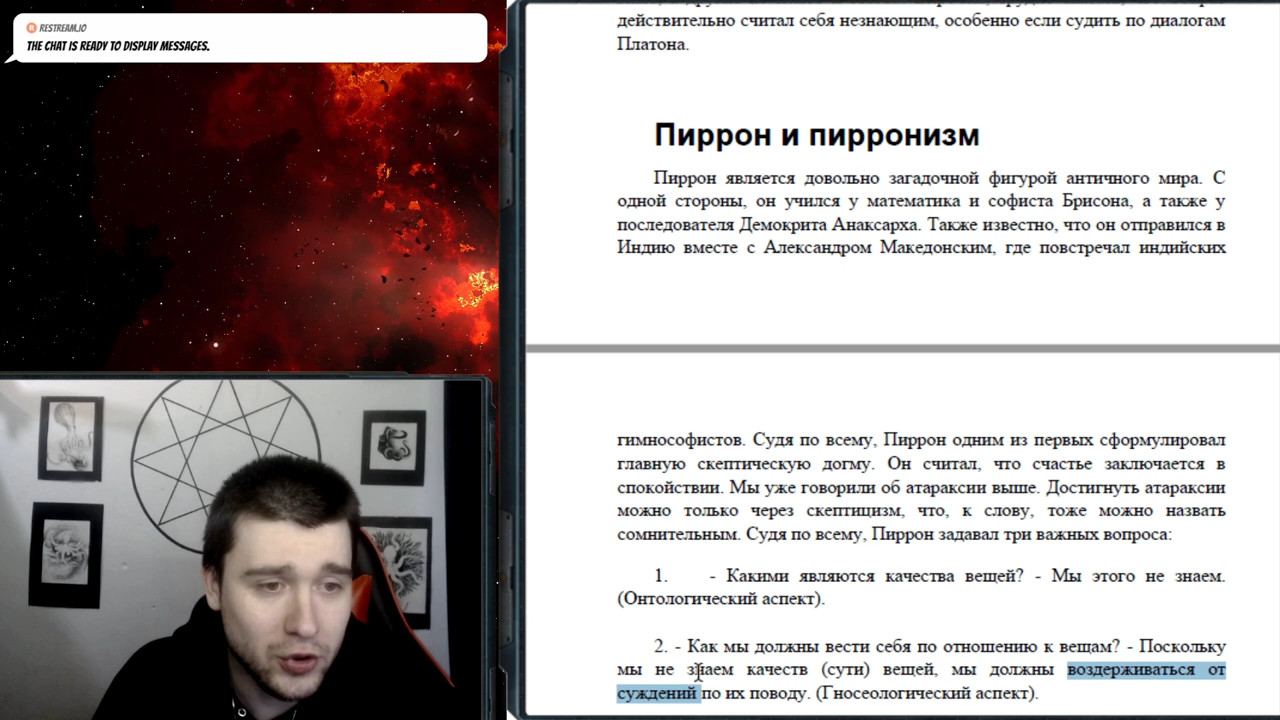 RESTREAM.IO
THE CHAT IS READY TO DISPLAY MESSAGES.
действительно считал себя незнающим, особенно если судить по диалогам
Платона.
Пиррон и пирронизм
Пиррон является довольно загадочной фигурой античного мира. С
одной стороны, он учился у математика и софиста Брисона, а также у
последователя Демокрита Анаксарха. Также известно, что он отправился в
Индию вместе с Александром Македонским, где повстречал индийских
гимнософистов. Судя по всему, Пиррон одним из первых сформулировал
главную скептическую догму. Он считал, что счастье заключается в
спокойствии. Мы уже говорили об атараксии выше. Достигнуть атараксии
можно только через скептицизм, что, к слову, тоже можно назвать
сомнительным. Судя по всему, Пиррон задавал три важных вопроса:
1. - Какими являются качества вещей? - Мы этого не знаем.
(Онтологический аспект).
2. - Как мы должны вести себя по отношению к вещам? - Поскольку
мы не знаем качеств (сути) вещей, мы должны воздерживаться от
суждений по их поводу. (Гносеологический аспект).